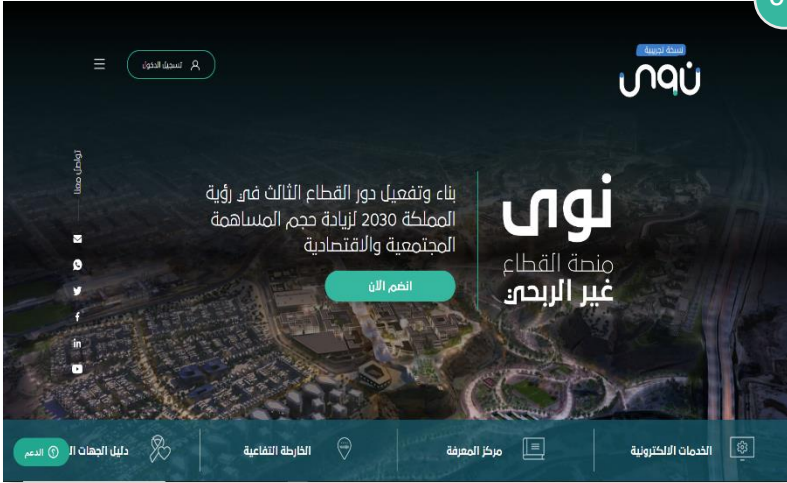 نسخة تجريبية
نوى
تسجيل الدخول
تواصل معنا
نوى
منصة القطاع
غير الربحي
بناء وتفعيل دور القطاع الثالث في رؤية
المملكة 2030 لزيادة حجم المساهمة
المجتمعية والاقتصادية
انضم الآن
الخدمات الالكترونية
مركز المعرفة
الخارطة التفاعية
دليل الجهات
الدعم